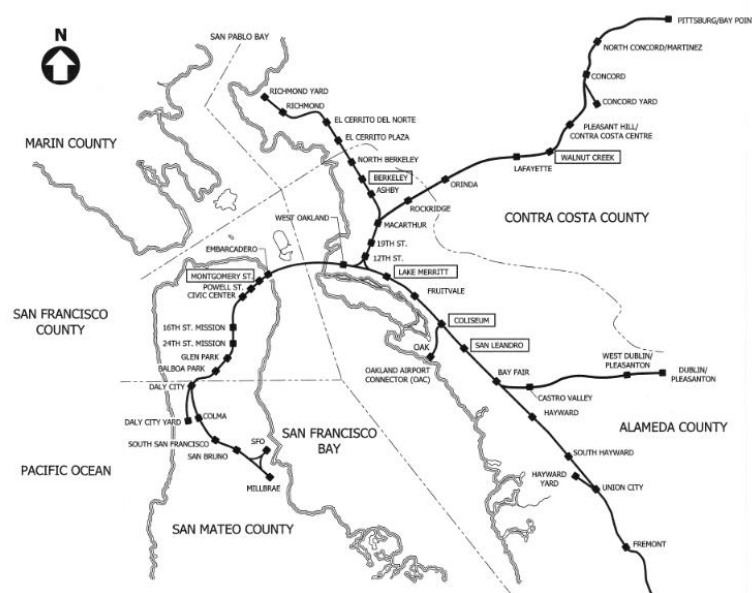 PITTSBURG/BAY POIN
N
SAN PABLO BAY
NORTH CONCORD/MARTINEZ
CONCORD
RICHMOND YARD
CONCORD YARD
RICHMOND
EL CERRITO DEL NORTE
PLEASANT HILL/
CONTRA COSTA CENTRE
MARIN COUNTY
EL CERRITO PLAZA
WALNUT CREEK
NORTH BERKELEY
LAFAYETTE
BERKELEY
ORINDA
ASHBY
ROCKRIDGE
WEST OAKLAND
CONTRA COSTA COUNTY
MACARTHUR
19TH ST.
EMBARCADERO
12TH ST.
MONTGOMERY ST.
LAKE MERRITT
POWELL ST.
CIVIC CENTER
FRUITVALE
SAN FRANCISCO
COUNTY
COLISEUM
16TH ST. MISSION
24TH ST. MISSION
OAK
SAN LEANDRO
GLEN PARK
WEST DUBLIN/
PLEASANTON
OAKLAND AIRPORT
CONNECTOR (OAC)
BALBOA PARK
BAY FAIR
DUBLIN/
PLEASANTON
DALY CITY
CASTRO VALLEY
COLMA
HAYWARD
DALY CITY YARD
ALAMEDA COUNTY
SAN FRANCISCO
BAY
SOUTH SAN FRANCISCO
SFO
SAN BRUNO
SOUTH HAYWARD
PACIFIC OCEAN
HAYWARD
YARD
MILLBRAE
UNION CITY
SAN MATEO COUNTY
FREMONT